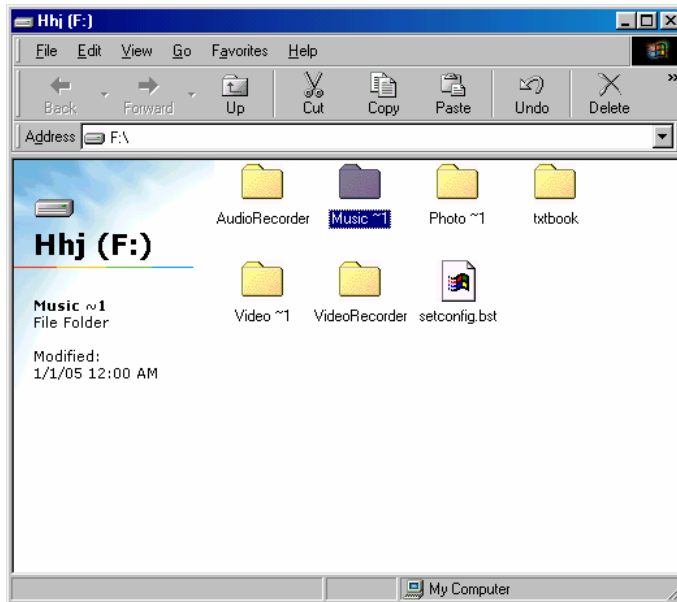 Hhj (F:)
File Edit View Go Favorites Help
Back Forward Up Cut Copy Paste Undo Delete »
Address F:\
AudioRecorder Music ~1 Photo ~1 txtbook
Hhj (F:)
Video ~1 VideoRecorder setconfig.bst
Music ~1
File Folder
Modified:
1/1/05 12:00 AM
My Computer